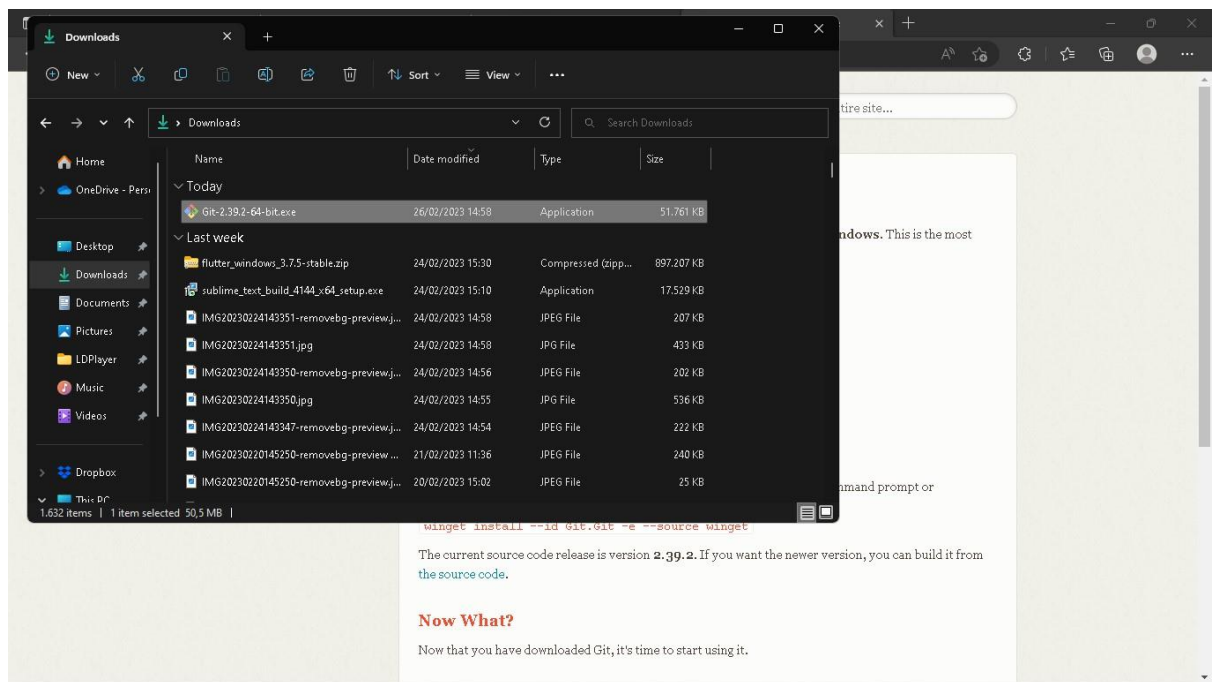 Downloads
New
Sort
View
Downloads
Search Downloads
tire site...
Home
OneDrive - Pers
Desktop
Downloads
Documents
Pictures
LDPlayer
Music
Videos
Dropbox
This PC
Name Date modified Type Size
Today
Git-2.39.2-64-bit.exe 26/02/2023 14:58 Application 51.761 KB
Last week
flutter_windows_3.7.5-stable.zip 24/02/2023 15:30 Compressed (zipp... 897.207 KB
sublime_text_build_4144_x64_setup.exe 24/02/2023 15:10 Application 17.529 KB
IMG20230224143351-removebg-preview.j... 24/02/2023 14:58 JPEG File 207 KB
IMG20230224143351.jpg 24/02/2023 14:58 JPG File 433 KB
IMG20230224143350-removebg-preview.j... 24/02/2023 14:56 JPEG File 202 KB
IMG20230224143350.jpg 24/02/2023 14:55 JPG File 536 KB
IMG20230224143347-removebg-preview.j... 24/02/2023 14:54 JPEG File 222 KB
IMG20230220145250-removebg-preview ... 21/02/2023 11:36 JPEG File 240 KB
IMG20230220145250-removebg-preview.j... 20/02/2023 15:02 JPEG File 25 KB
1.632 items | 1 item selected 50,5 MB |
ndows. This is the most
mmand prompt or
winget install --id Git.Git -e --source winget
The current source code release is version 2.39.2. If you want the newer version, you can build it from
the source code.
Now What?
Now that you have downloaded Git, it's time to start using it.